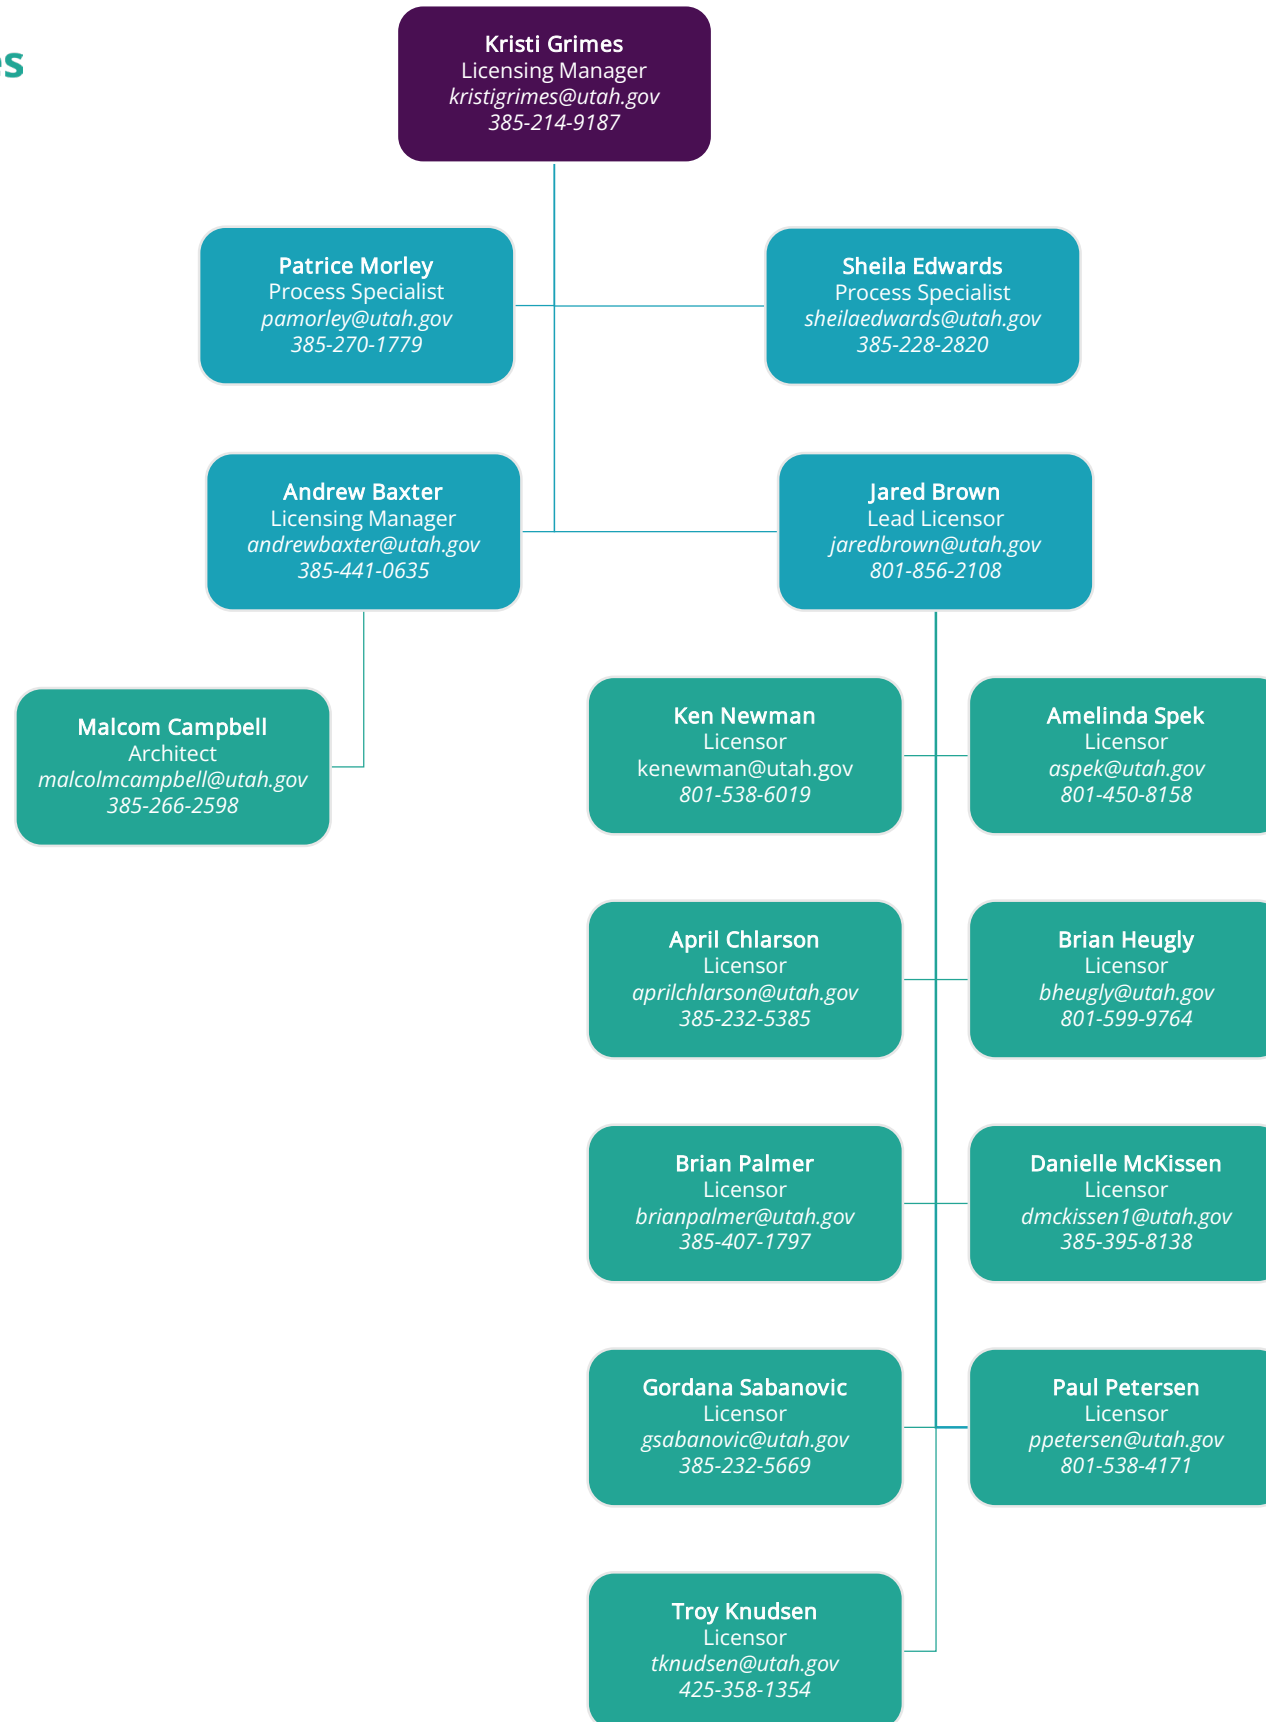 es
Kristi Grimes
Licensing Manager
kristigrimes@utah.gov
385-214-9187
Patrice Morley
Process Specialist
pamorley@utah.gov
385-270-1779
Sheila Edwards
Process Specialist
sheilaedwards@utah.gov
385-228-2820
Andrew Baxter
Licensing Manager
andrewbaxter@utah.gov
385-441-0635
Jared Brown
Lead Licensor
jaredbrown@utah.gov
801-856-2108
Malcom Campbell
Architect
malcolmcampbell@utah.gov
385-266-2598
Ken Newman
Licensor
kenewman@utah.gov
801-538-6019
Amelinda Spek
Licensor
aspek@utah.gov
801-450-8158
April Chlarson
Licensor
aprilchlarson@utah.gov
385-232-5385
Brian Heugly
Licensor
bheugly@utah.gov
801-599-9764
Brian Palmer
Licensor
brianpalmer@utah.gov
385-407-1797
Danielle McKissen
Licensor
dmckissen1@utah.gov
385-395-8138
Gordana Sabanovic
Licensor
gsabanovic@utah.gov
385-232-5669
Paul Petersen
Licensor
ppetersen@utah.gov
801-538-4171
Troy Knudsen
Licensor
tknudsen@utah.gov
425-358-1354